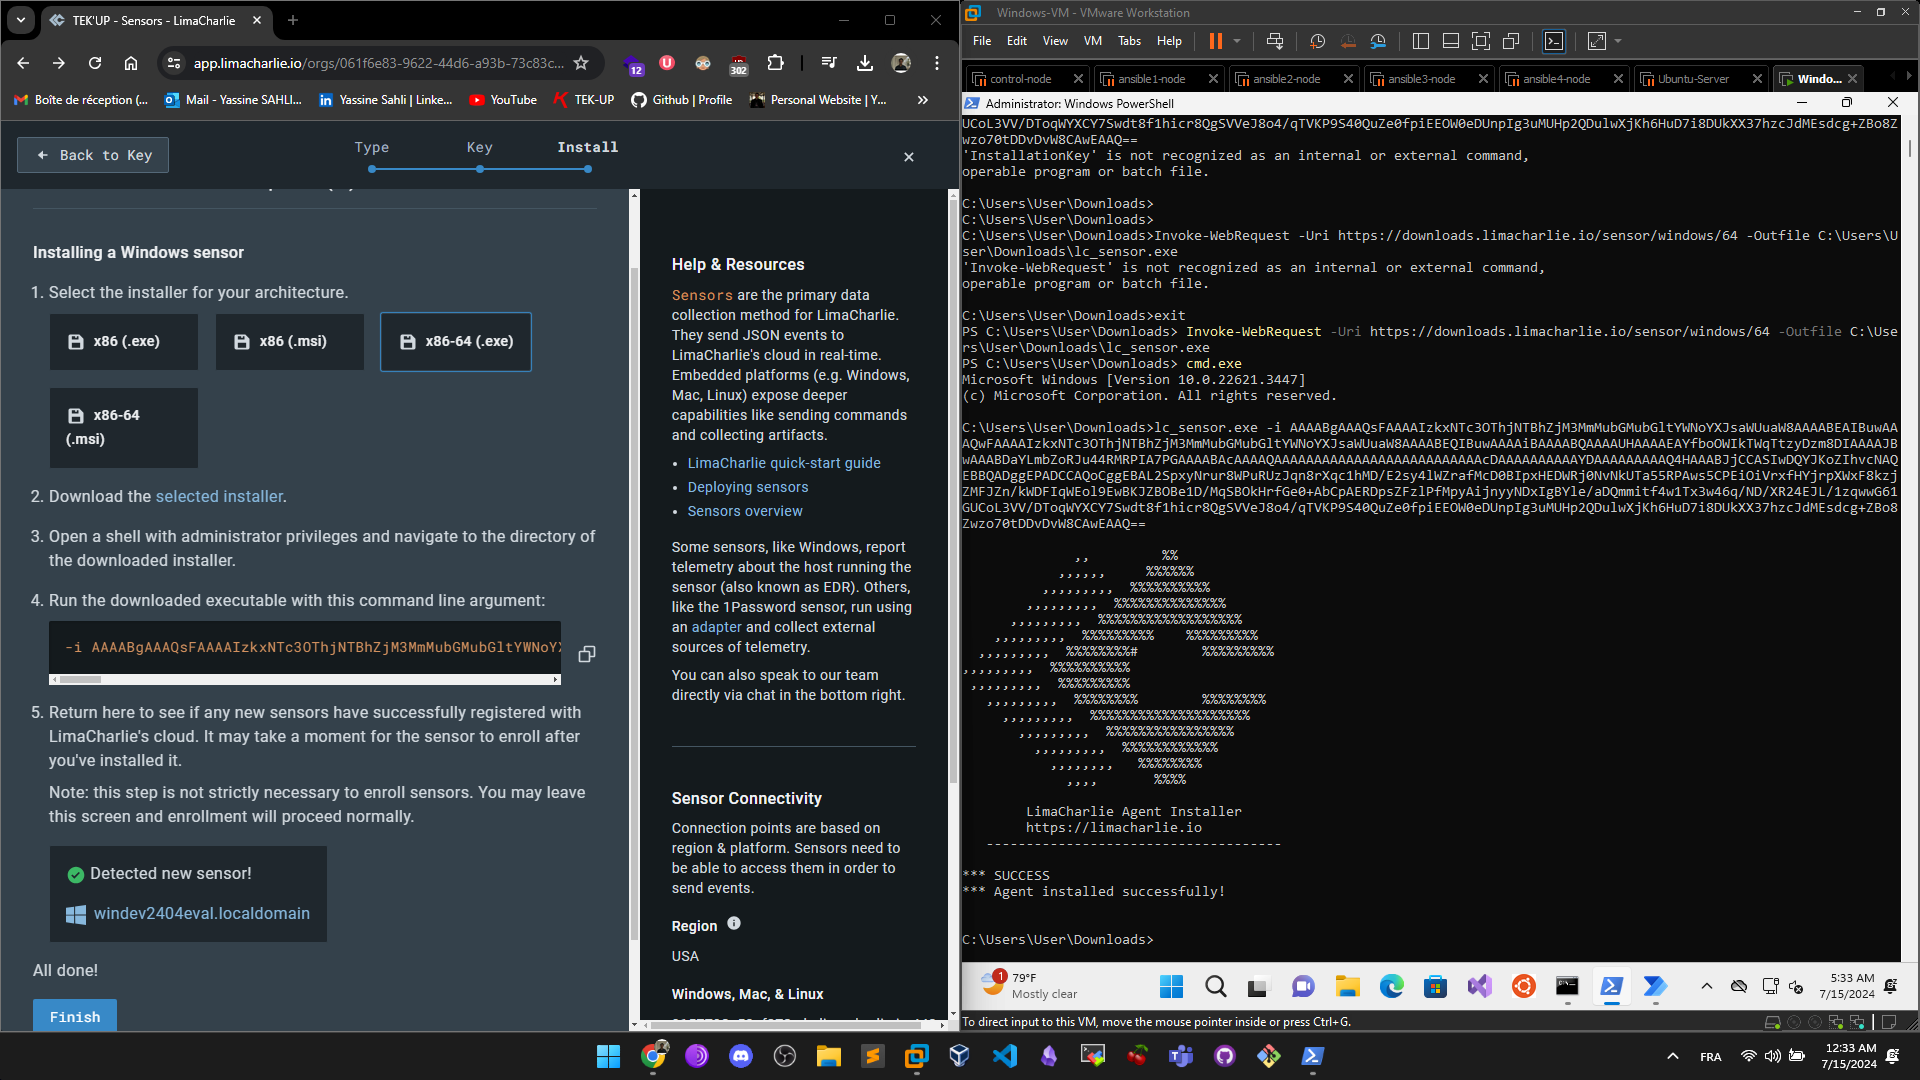 TEK'UP - Sensors - LimaCharlie
app.limacharlie.io/orgs/061f6e83-9622-44d6-a93b-73c83c...
12
302
Boîte de réception (...
Mail - Yassine SAHLI...
Yassine Sahli | Linke...
YouTube
TEK-UP
Github | Profile
Personal Website | Y...
Back to Key
Type
Key
Install
Installing a Windows sensor
1. Select the installer for your architecture.
x86 (.exe)
x86 (.msi)
x86-64 (.exe)
x86-64
(.msi)
2. Download the selected installer.
3. Open a shell with administrator privileges and navigate to the directory of
the downloaded installer.
4. Run the downloaded executable with this command line argument:
-i AAAABgAAAQsFAAAAIzkxNTc3OThjNTBhZjM3MmMubGMubGltYWNoYX
5. Return here to see if any new sensors have successfully registered with
LimaCharlie's cloud. It may take a moment for the sensor to enroll after
you've installed it.
Note: this step is not strictly necessary to enroll sensors. You may leave
this screen and enrollment will proceed normally.
Detected new sensor!
windev2404eval.localdomain
All done!
Finish
Help & Resources
Sensors are the primary data
collection method for LimaCharlie.
They send JSON events to
LimaCharlie's cloud in real-time.
Embedded platforms (e.g. Windows,
Mac, Linux) expose deeper
capabilities like sending commands
and collecting artifacts.
• LimaCharlie quick-start guide
• Deploying sensors
• Sensors overview
Some sensors, like Windows, report
telemetry about the host running the
sensor (also known as EDR). Others,
like the 1Password sensor, run using
an adapter and collect external
sources of telemetry.
You can also speak to our team
directly via chat in the bottom right.
Sensor Connectivity
Connection points are based on
region & platform. Sensors need to
be able to access them in order to
send events.
Region
USA
Windows, Mac, & Linux
Windows-VM - VMware Workstation
File
Edit
View
VM
Tabs
Help
control-node
ansible1-node
ansible2-node
ansible3-node
ansible4-node
Ubuntu-Server
Windo...
Administrator: Windows PowerShell
UCoL3VV/DToqWYXCY7Swdt8f1hicr8QgSVVeJ8o4/qTVKP9S40QuZe0fpiEEOW0eDUnpIg3uMUHp2QDulwXjKh6HuD7i8DUkXX37hzcJdMEsdcg+ZBo8Z
wzo70tDDvDvW8CAwEAAQ==
'InstallationKey' is not recognized as an internal or external command,
operable program or batch file.
C:\Users\User\Downloads>
C:\Users\User\Downloads>
C:\Users\User\Downloads>Invoke-WebRequest -Uri https://downloads.limacharlie.io/sensor/windows/64 -Outfile C:\Users\U
ser\Downloads\lc_sensor.exe
'Invoke-WebRequest' is not recognized as an internal or external command,
operable program or batch file.
C:\Users\User\Downloads>exit
PS C:\Users\User\Downloads> Invoke-WebRequest -Uri https://downloads.limacharlie.io/sensor/windows/64 -Outfile C:\Use
rs\User\Downloads\lc_sensor.exe
PS C:\Users\User\Downloads> cmd.exe
Microsoft Windows [Version 10.0.22621.3447]
(c) Microsoft Corporation. All rights reserved.
C:\Users\User\Downloads>lc_sensor.exe -i AAAABgAAAQsFAAAAIzkxNTc3OThjNTBhZjM3MmMubGMubGltYWNoYXJsaWUuaW8AAAABEAIBuwAA
LimaCharlie Agent Installer
https://limacharlie.io
-------------------------------------
*** SUCCESS
*** Agent installed successfully!
C:\Users\User\Downloads>
1
79°F
Mostly clear
5:33 AM
7/15/2024
To direct input to this VM, move the mouse pointer inside or press Ctrl+G.
FRA
12:33 AM
7/15/2024